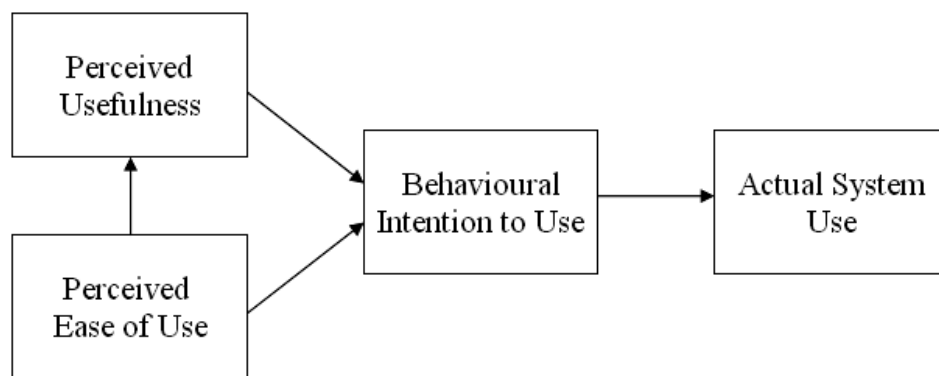 Perceived
Usefulness
Behavioural
Intention to Use
Actual System
Use
Perceived
Ease of Use